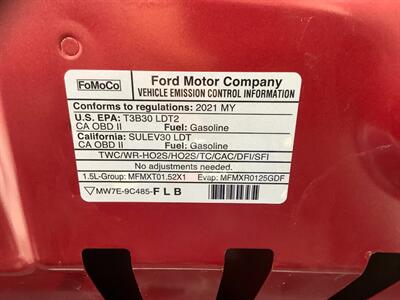 FoMoCo
Ford Motor Company
VEHICLE EMISSION CONTROL INFORMATION
Conforms to regulations: 2021 MY
U.S. EPA: T3B30 LDT2
CA OBD II Fuel: Gasoline
California: SULEV30 LDT
CA OBD II Fuel: Gasoline
TWC/WR-HO2S/HO2S/TC/CAC/DFI/SFI
No adjustments needed.
1.5L-Group: MFMXT01.52X1 Evap: MFMXR0125GDF
MW7E-9C485-F L B